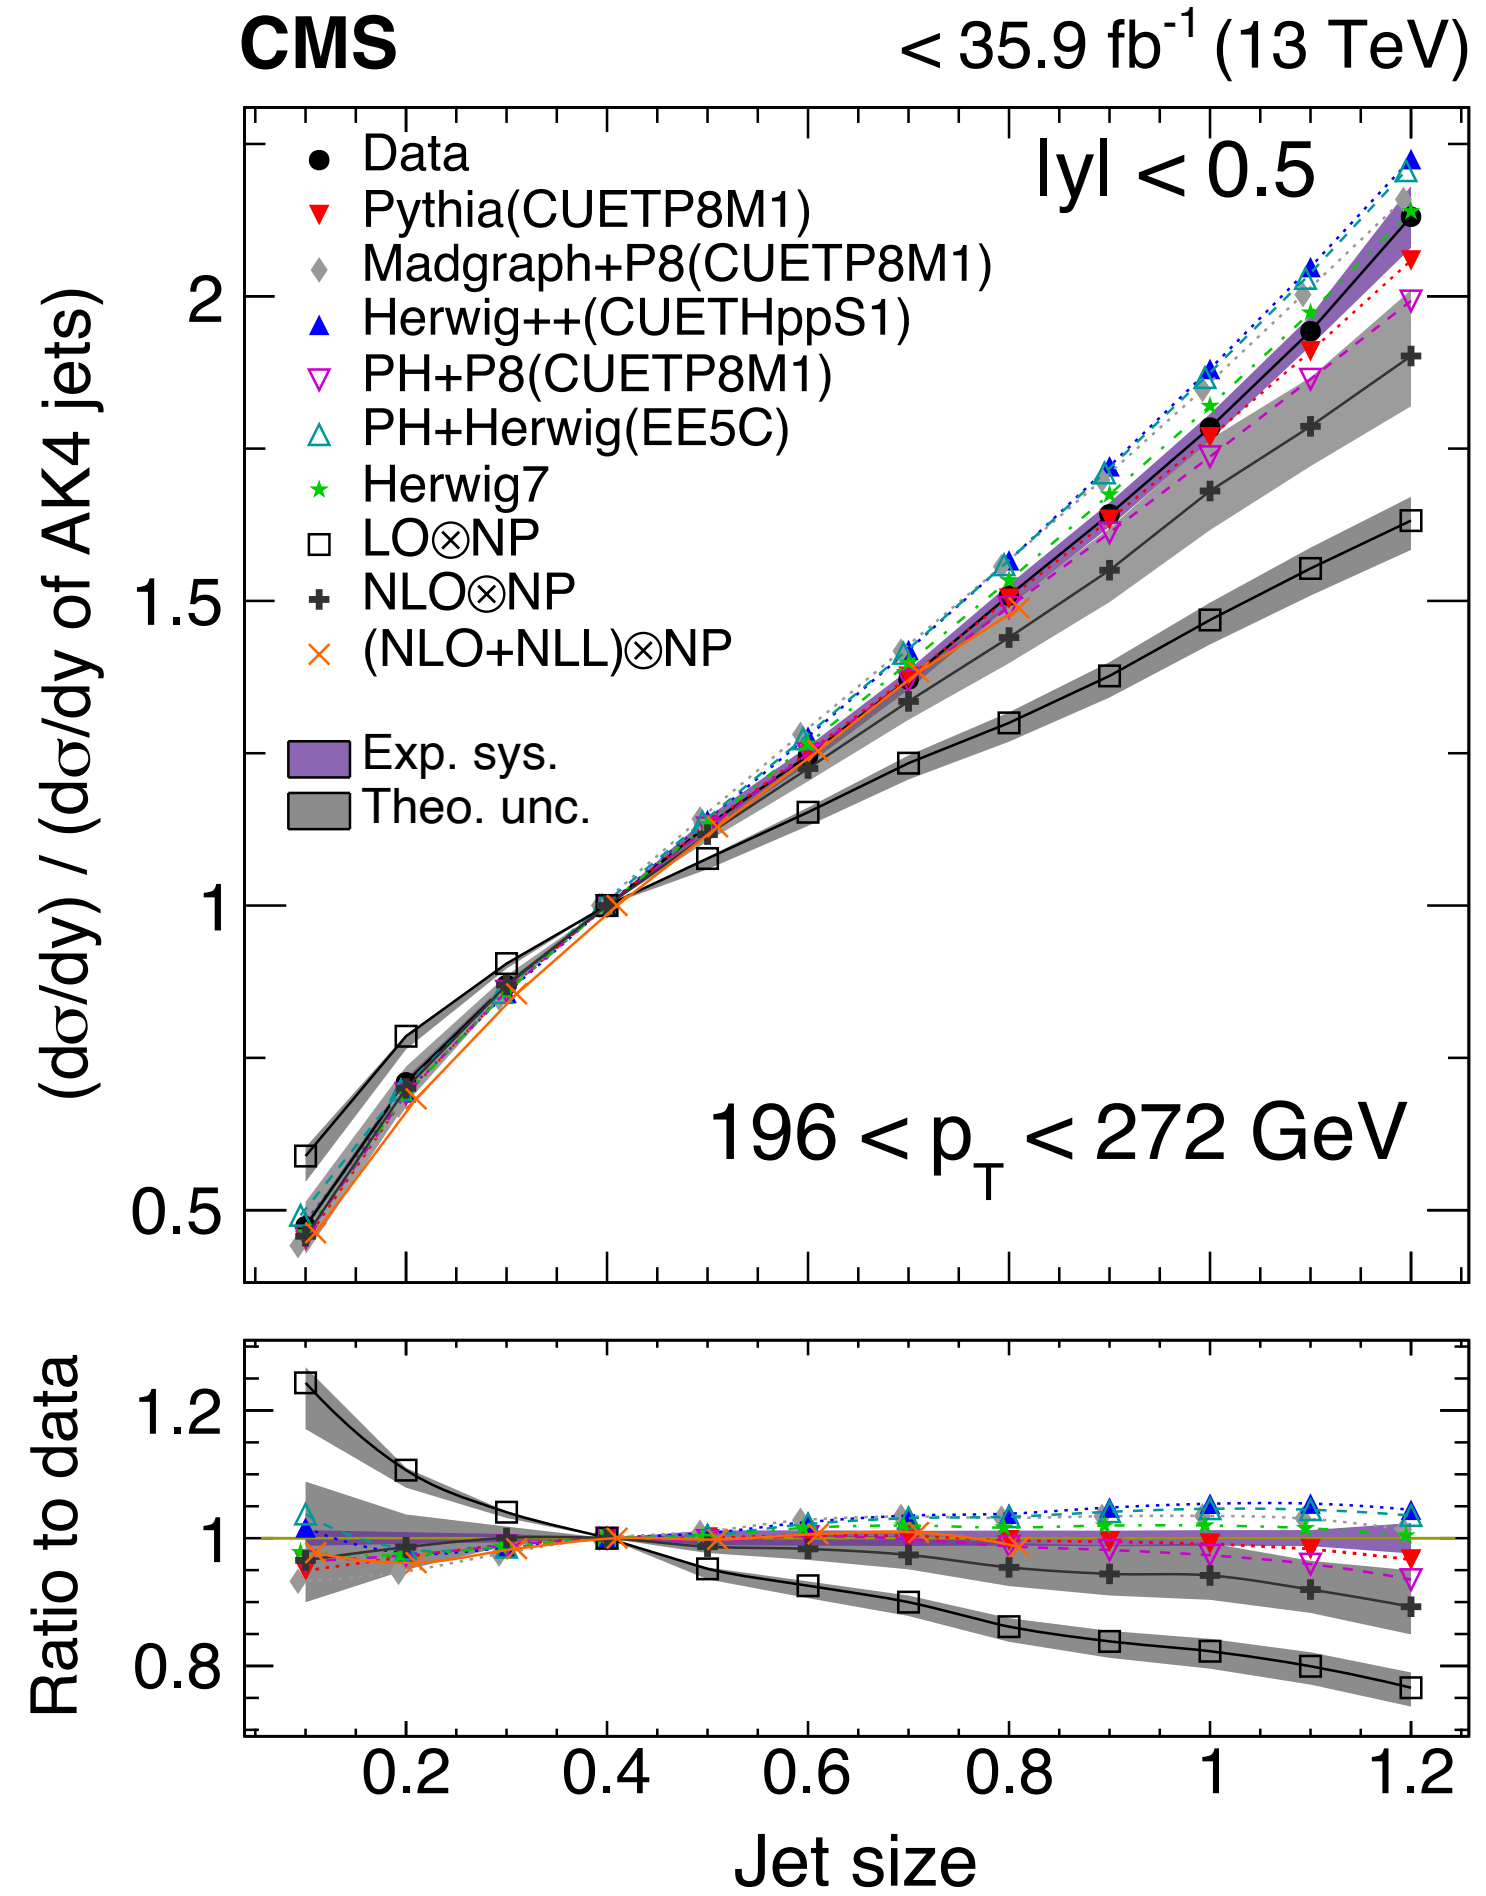 CMS
< 35.9 fb-1 (13 TeV)
|y| < 0.5
Data
Pythia(CUETP8M1)
Madgraph+P8(CUETP8M1)
Herwig++(CUETHppS1)
PH+P8(CUETP8M1)
PH+Herwig(EE5C)
Herwig7
LO⊗NP
NLO⊗NP
(NLO+NLL)⊗NP
Exp. sys.
Theo. unc.
196 < pT < 272 GeV
(dσ/dy) / (dσ/dy of AK4 jets)
2
1.5
1
0.5
Ratio to data
1.2
1
0.8
0.2 0.4 0.6 0.8 1 1.2
Jet size